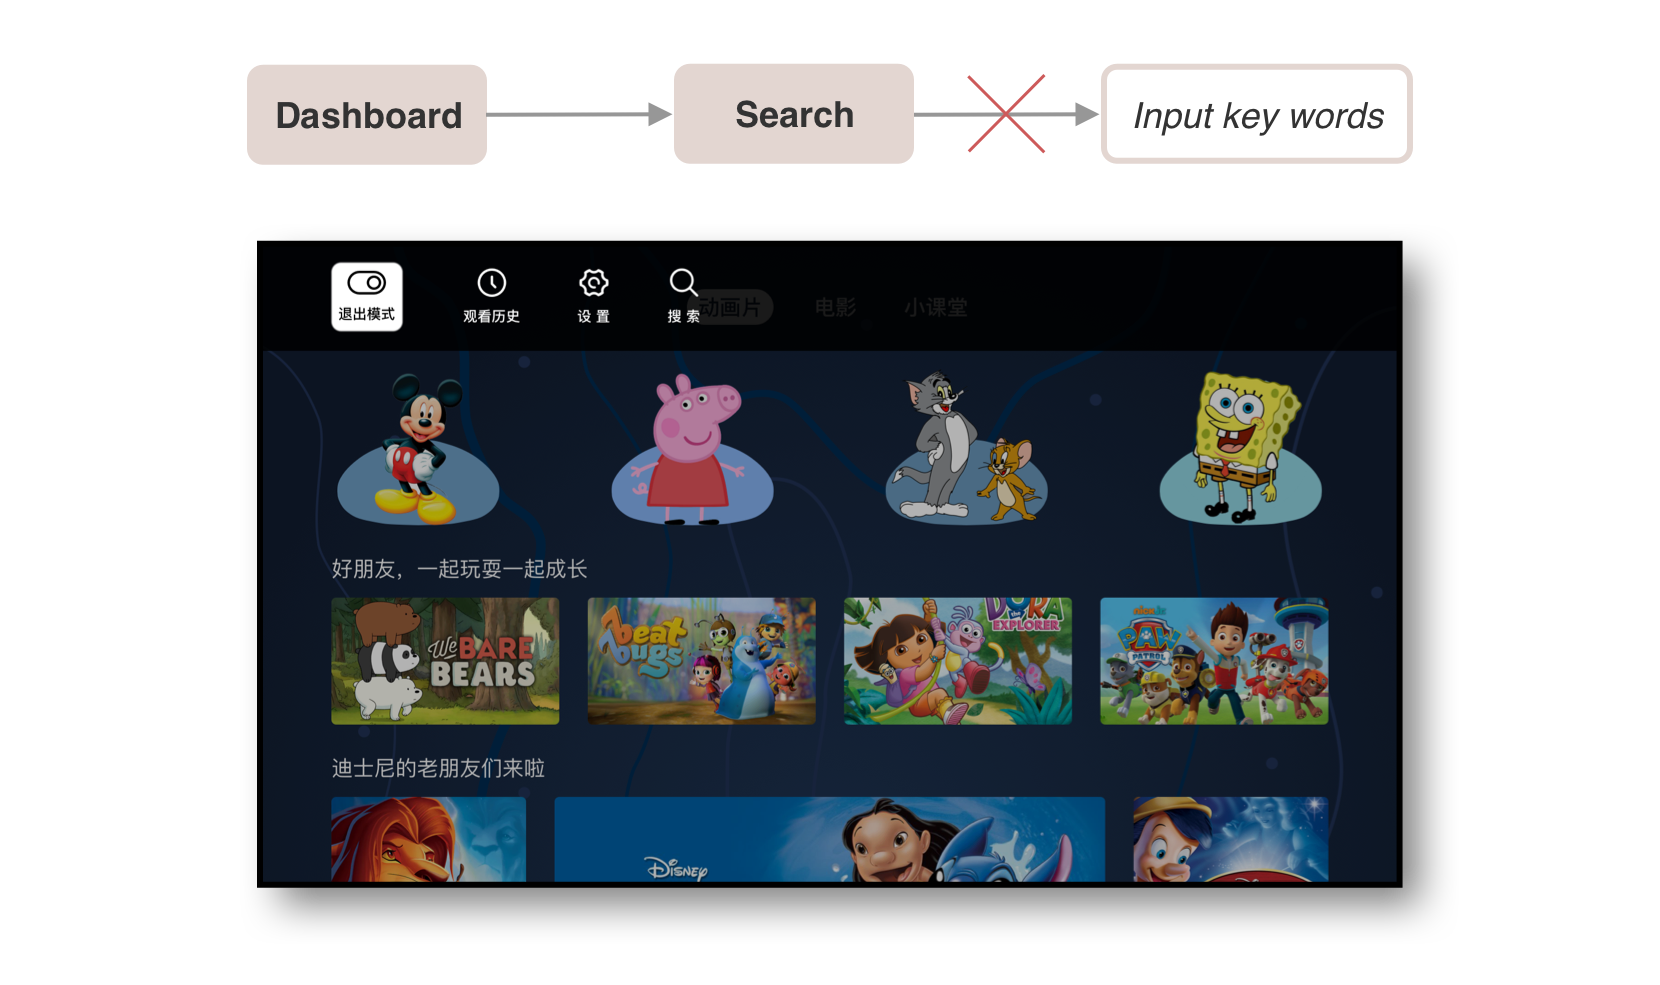 Dashboard
Search
Input key words
退出模式
观看历史
设 置
搜 索
动画片
电影
小课堂
好朋友，一起玩耍一起成长
We BARE BEARS
beat bugs
DORA the EXPLORER
nick jr.
PAW PATROL
迪士尼的老朋友们来啦
DISNEY